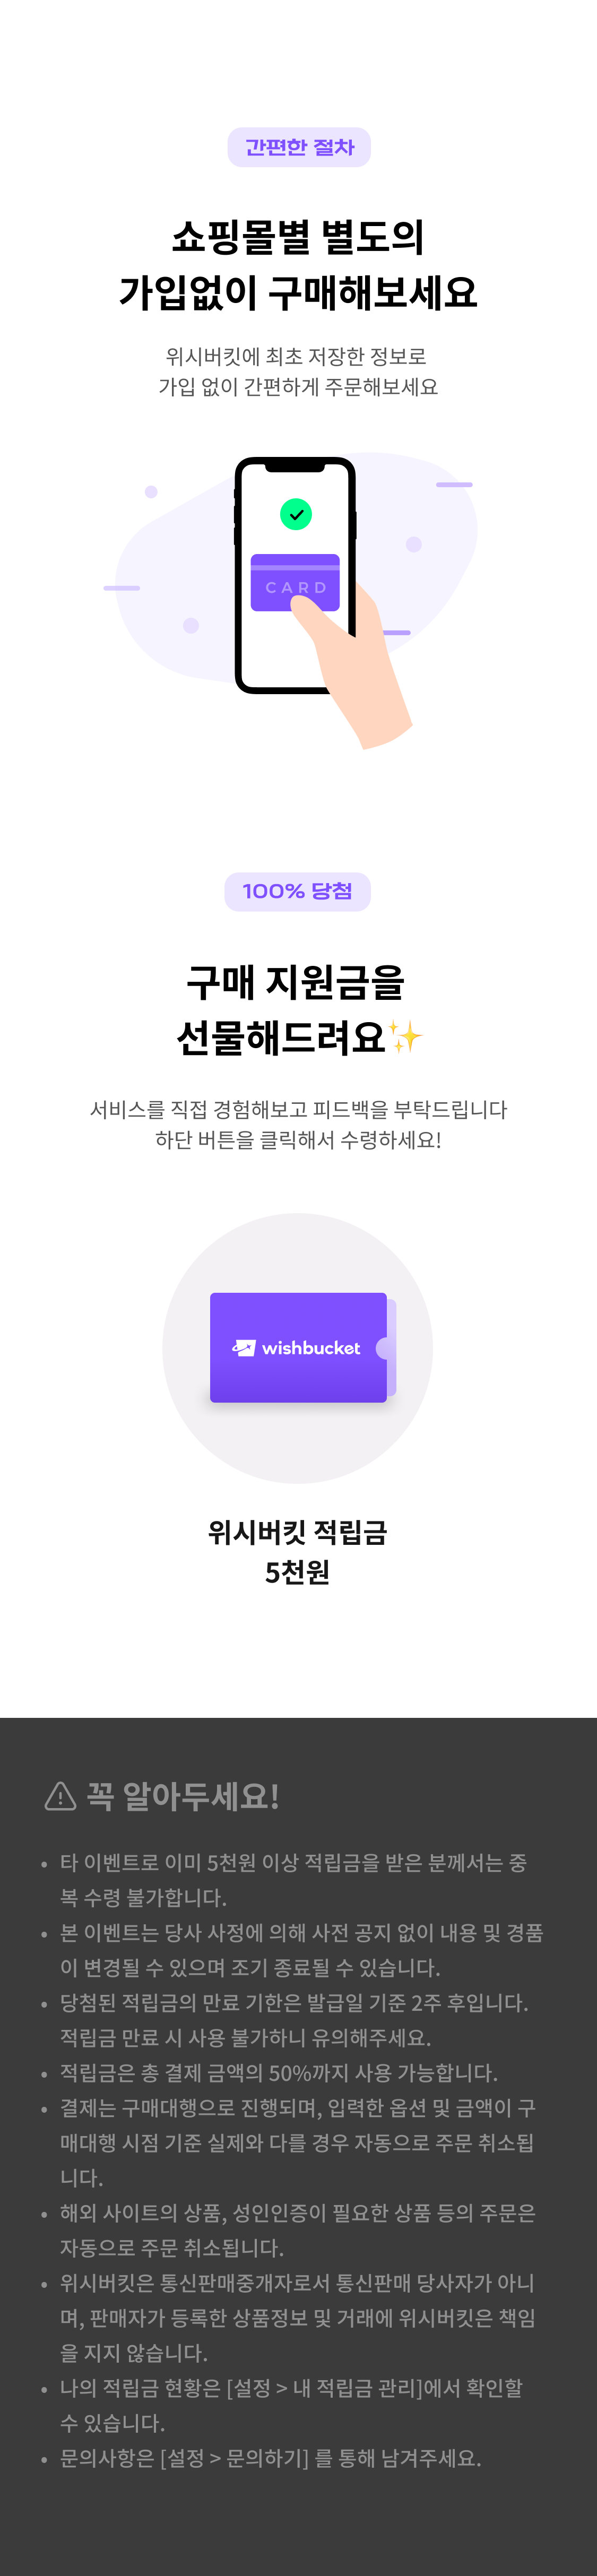 간편한 절차
쇼핑몰별 별도의
가입없이 구매해보세요
위시버킷에 최초 저장한 정보로
가입 없이 간편하게 주문해보세요
CARD
100% 당첨
구매 지원금을
선물해드려요✨
서비스를 직접 경험해보고 피드백을 부탁드립니다
하단 버튼을 클릭해서 수령하세요!
wishbucket
위시버킷 적립금
5천원
꼭 알아두세요!
• 타 이벤트로 이미 5천원 이상 적립금을 받은 분께서는 중
복 수령 불가합니다.
• 본 이벤트는 당사 사정에 의해 사전 공지 없이 내용 및 경품
이 변경될 수 있으며 조기 종료될 수 있습니다.
• 당첨된 적립금의 만료 기한은 발급일 기준 2주 후입니다.
적립금 만료 시 사용 불가하니 유의해주세요.
• 적립금은 총 결제 금액의 50%까지 사용 가능합니다.
• 결제는 구매대행으로 진행되며, 입력한 옵션 및 금액이 구
매대행 시점 기준 실제와 다를 경우 자동으로 주문 취소됩
니다.
• 해외 사이트의 상품, 성인인증이 필요한 상품 등의 주문은
자동으로 주문 취소됩니다.
• 위시버킷은 통신판매중개자로서 통신판매 당사자가 아니
며, 판매자가 등록한 상품정보 및 거래에 위시버킷은 책임
을 지지 않습니다.
• 나의 적립금 현황은 [설정 > 내 적립금 관리]에서 확인할
수 있습니다.
• 문의사항은 [설정 > 문의하기] 를 통해 남겨주세요.